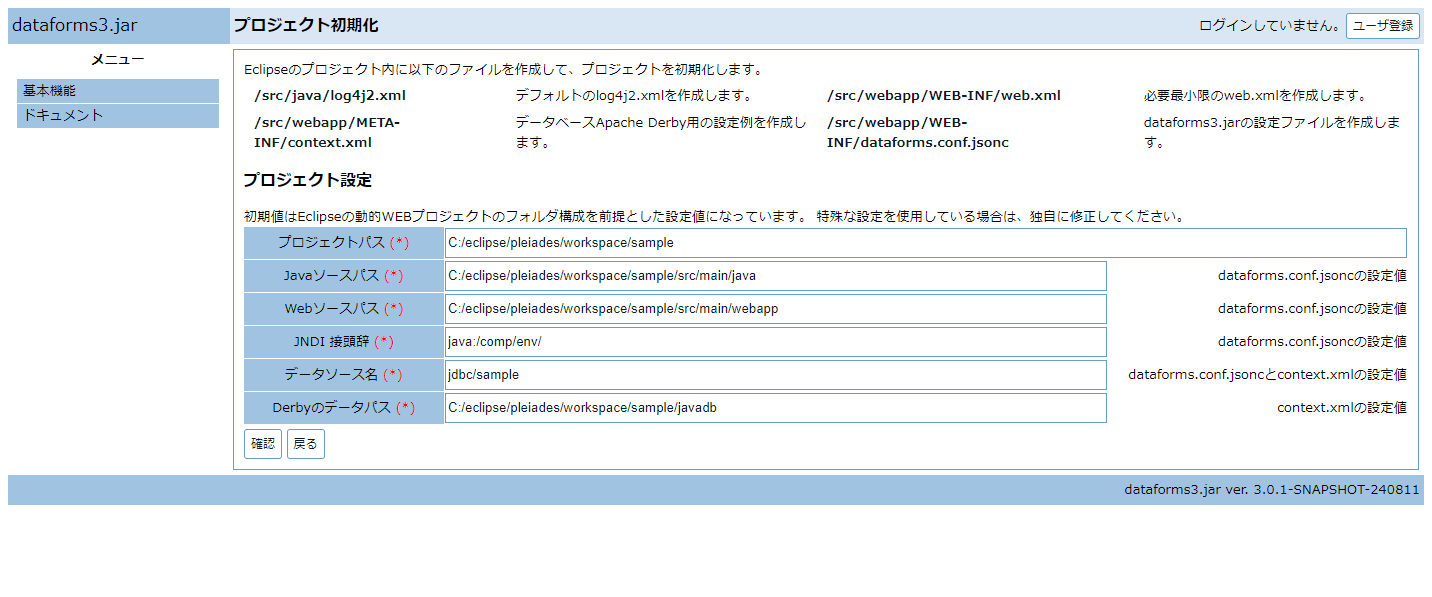 dataforms3.jar
プロジェクト初期化
ログインしていません。 ユーザ登録
メニュー
基本機能
ドキュメント
Eclipseのプロジェクト内に以下のファイルを作成して、プロジェクトを初期化します。
/src/java/log4j2.xml
デフォルトのlog4j2.xmlを作成します。
/src/webapp/WEB-INF/web.xml
必要最小限のweb.xmlを作成します。
/src/webapp/META-
INF/context.xml
データベースApache Derby用の設定例を作成し
ます。
/src/webapp/WEB-
INF/dataforms.conf.jsonc
dataforms3.jarの設定ファイルを作成しま
す。
プロジェクト設定
初期値はEclipseの動的WEBプロジェクトのフォルダ構成を前提とした設定値になっています。 特殊な設定を使用している場合は、独自に修正してください。
プロジェクトパス (*) C:/eclipse/pleiades/workspace/sample
Javaソースパス (*) C:/eclipse/pleiades/workspace/sample/src/main/java dataforms.conf.jsoncの設定値
Webソースパス (*) C:/eclipse/pleiades/workspace/sample/src/main/webapp dataforms.conf.jsoncの設定値
JNDI 接頭辞 (*) java:/comp/env/ dataforms.conf.jsoncの設定値
データソース名 (*) jdbc/sample dataforms.conf.jsoncとcontext.xmlの設定値
Derbyのデータパス (*) C:/eclipse/pleiades/workspace/sample/javadb context.xmlの設定値
確認 戻る
dataforms3.jar ver. 3.0.1-SNAPSHOT-240811